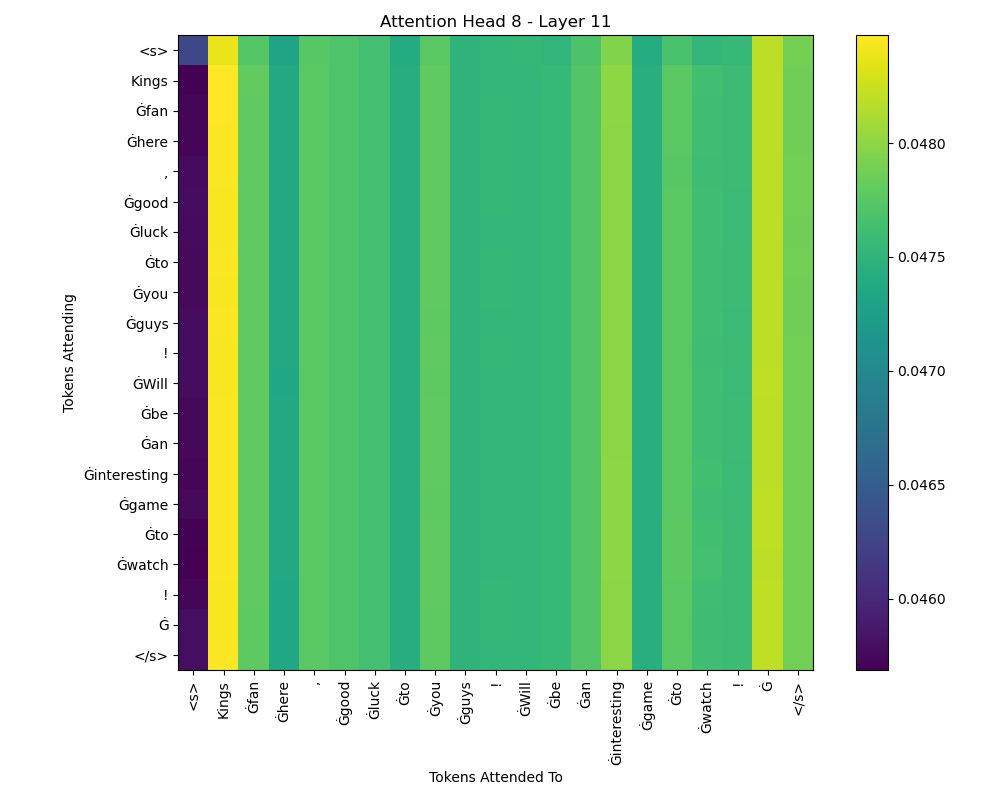 Attention Head 8 - Layer 11
Tokens Attending
<s>
Kings
Ġfan
Ġhere
,
Ġgood
Ġluck
Ġto
Ġyou
Ġguys
!
ĠWill
Ġbe
Ġan
Ġinteresting
Ġgame
Ġto
Ġwatch
!
Ġ
</s>
<s>
Kings
Ġfan
Ġhere
,
Ġgood
Ġluck
Ġto
Ġyou
Ġguys
!
ĠWill
Ġbe
Ġan
Ġinteresting
Ġgame
Ġto
Ġwatch
!
Ġ
</s>
Tokens Attended To
0.0480
0.0475
0.0470
0.0465
0.0460